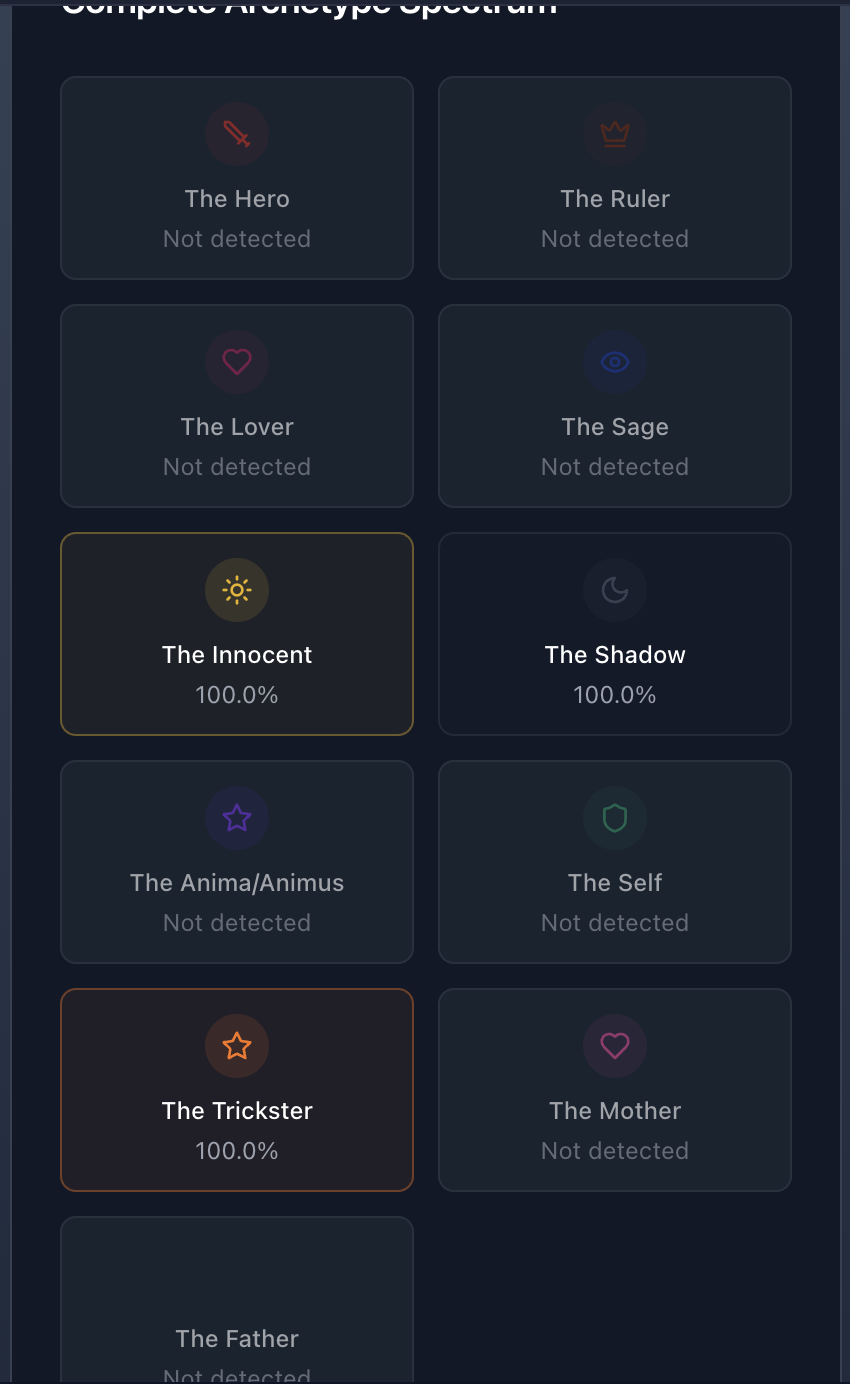 Complete Archetype Spectrum
The Hero
Not detected
The Ruler
Not detected
The Lover
Not detected
The Sage
Not detected
The Innocent
100.0%
The Shadow
100.0%
The Anima/Animus
Not detected
The Self
Not detected
The Trickster
100.0%
The Mother
Not detected
The Father
Not detected